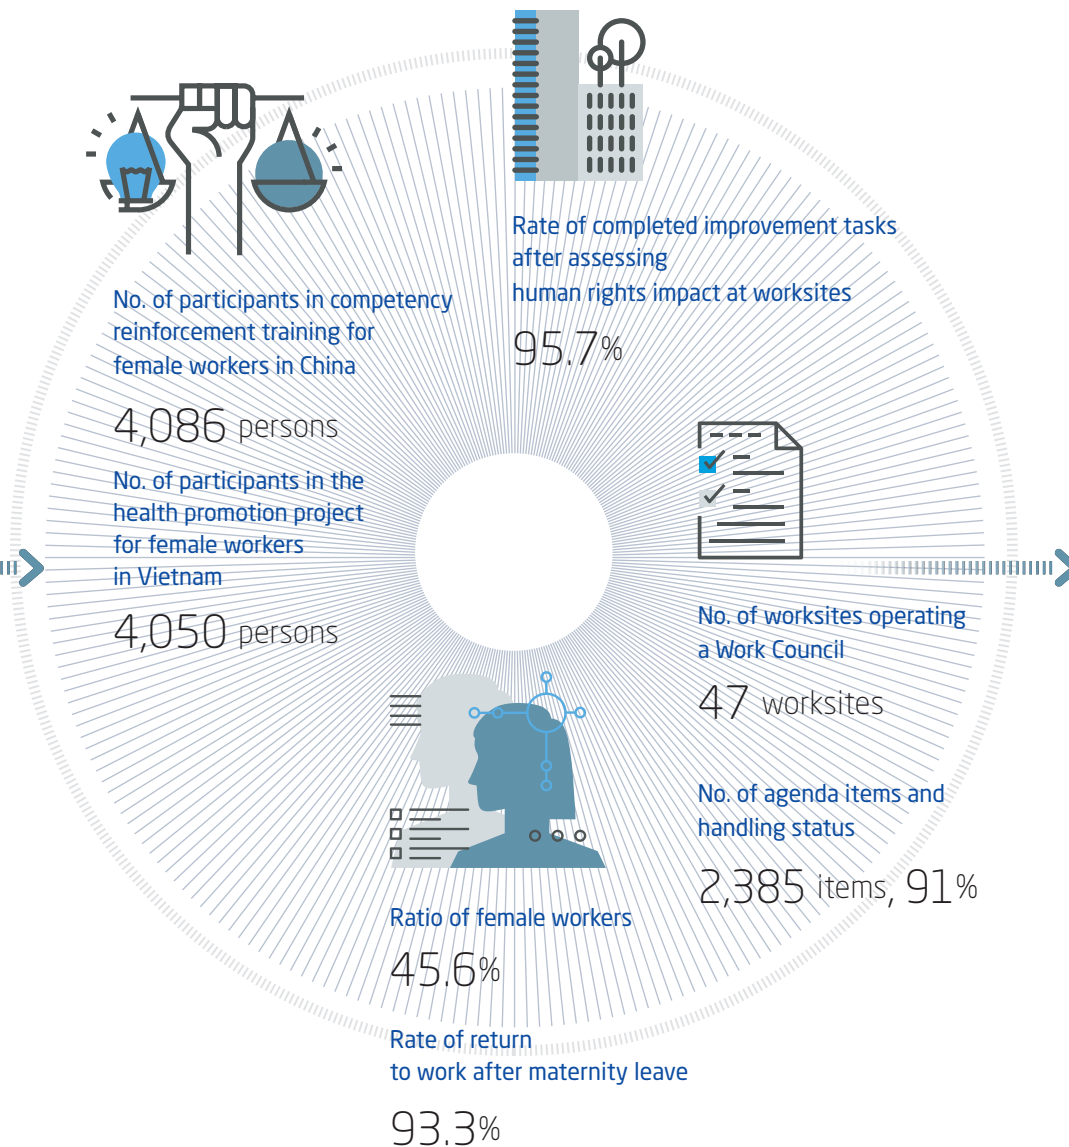 Rate of completed improvement tasks
after assessing
human rights impact at worksites
95.7%
No. of participants in competency
reinforcement training for
female workers in China
4,086 persons
No. of participants in the
health promotion project
for female workers
in Vietnam
4,050 persons
No. of worksites operating
a Work Council
47 worksites
No. of agenda items and
handling status
2,385 items, 91%
Ratio of female workers
45.6%
Rate of return
to work after maternity leave
93.3%